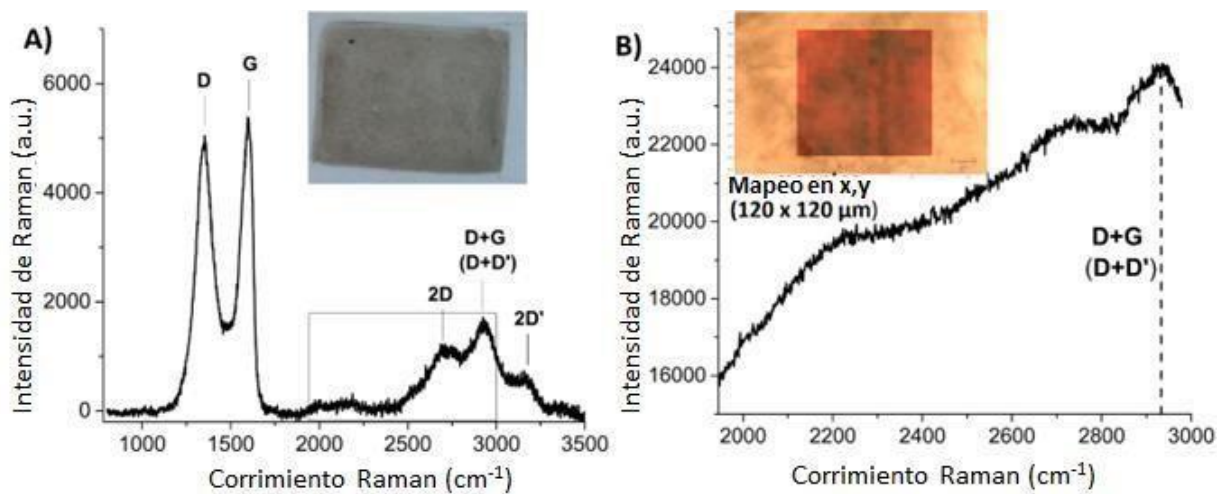 A)
Intensidad de Raman (a.u.)
6000
4000
2000
0
D
G
2D
D+G
(D+D')
2D'
1000 1500 2000 2500 3000 3500
Corrimiento Raman (cm⁻¹)
B)
Intensidad de Raman (a.u.)
24000
22000
20000
18000
16000
Mapeo en x,y
(120 x 120 µm)
D+G
(D+D')
2000 2200 2400 2600 2800 3000
Corrimiento Raman (cm⁻¹)